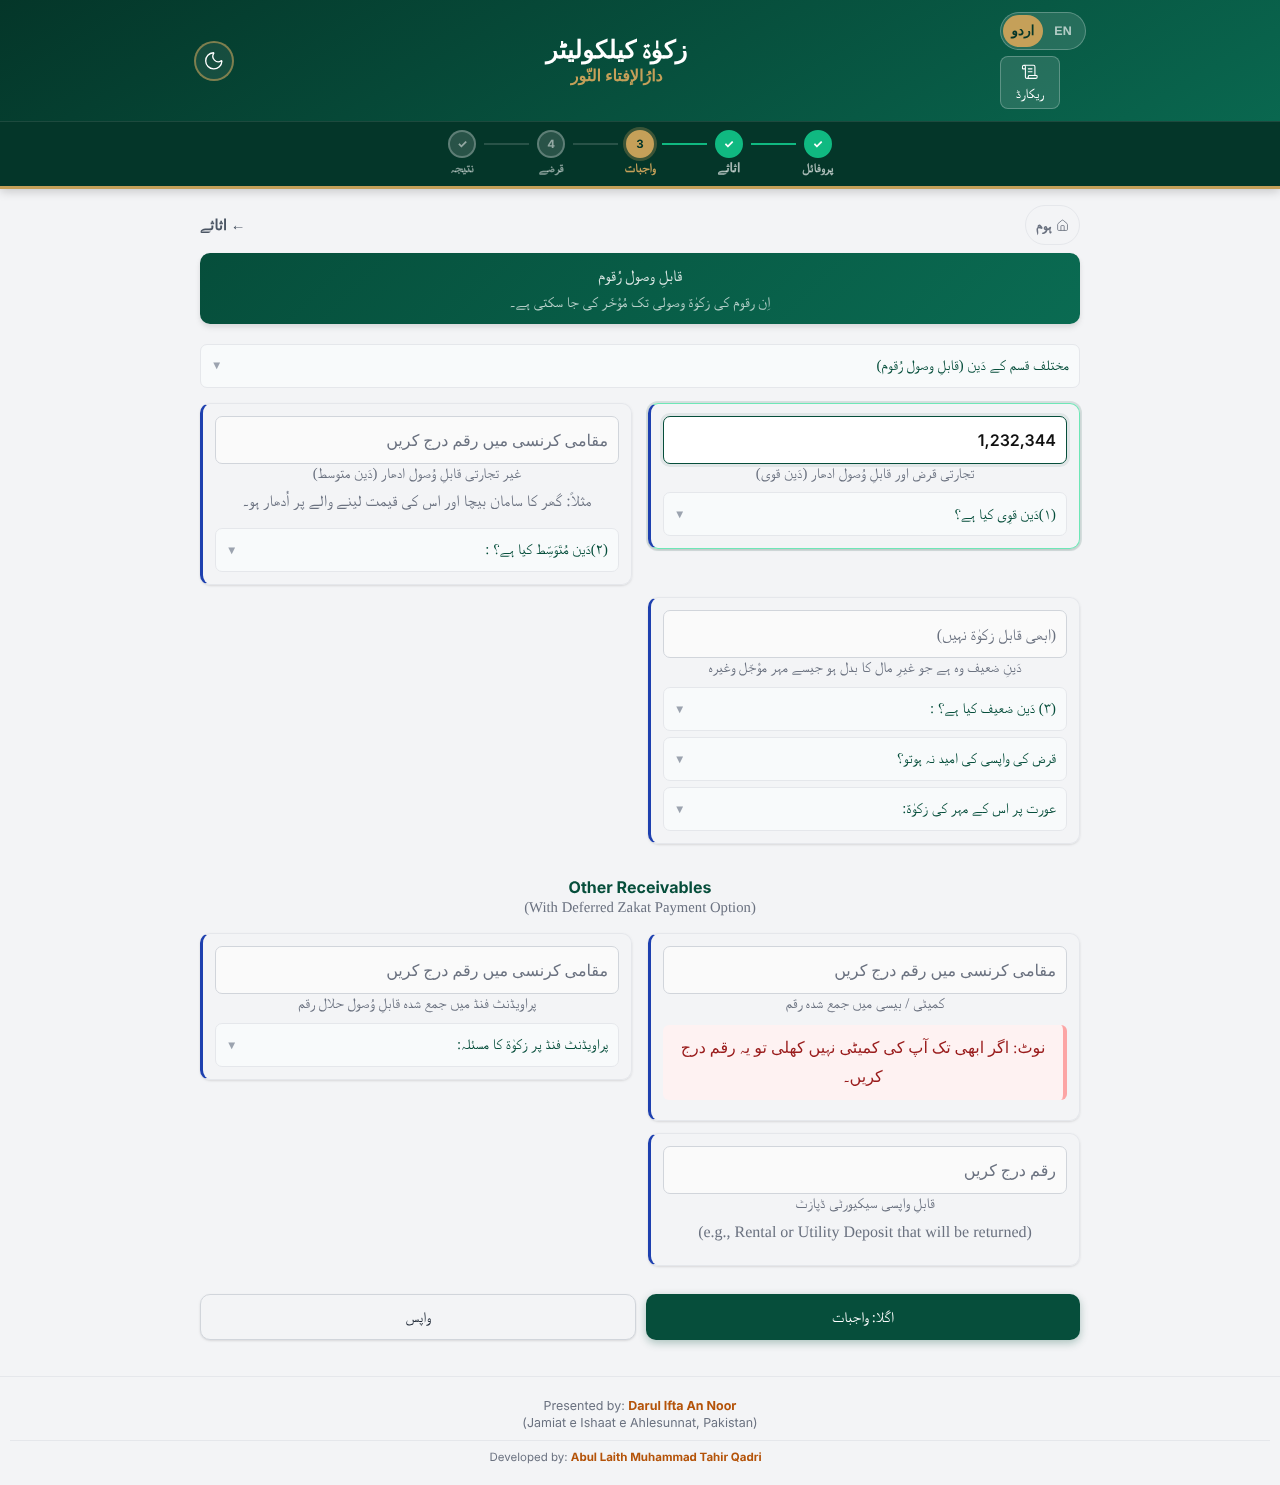 اردو
EN
ریکارڈ
زکوٰۃ کیلکولیٹر
دارُالإفتاء النّور
پروفائل
اثاثے
3
واجبات
4
قرضے
نتیجہ
ہوم
← اثاثے
قابلِ وصول رُقوم
اِن رقوم کی زکوٰۃ وصولی تک مُؤخّر کی جا سکتی ہے۔
مختلف قسم کے دَین (قابلِ وصول رُقوم)
▼
1,232,344
تجارتی قرض اور قابلِ وُصول ادھار (دَین قوی)
(۱)دَین قوِی کیا ہے؟
▼
مقامی کرنسی میں رقم درج کریں
غیر تجارتی قابلِ وُصول ادھار (دَین متوسط)
مثلاً: گھر کا سامان بیچا اور اس کی قیمت لینے والے پر اُدھار ہو۔
(۲)دَین مُتَوَسِّط کیا ہے؟ :
▼
(ابھی قابل زکوٰۃ نہیں)
دَینِ ضعیف وہ ہے جو غیرِ مال کا بدل ہو جیسے مہر مؤجّل وغیرہ
(۳) دَین ضعیف کیا ہے؟ :
▼
قرض کی واپسی کی امید نہ ہوتو؟
▼
عورت پر اس کے مہر کی زکوٰۃ:
▼
Other Receivables
(With Deferred Zakat Payment Option)
مقامی کرنسی میں رقم درج کریں
کمیٹی / بیسی میں جمع شدہ رقم
نوٹ: اگر ابھی تک آپ کی کمیٹی نہیں کھلی تو یہ رقم درج
کریں۔
مقامی کرنسی میں رقم درج کریں
پراویڈنٹ فنڈ میں جمع شدہ قابلِ وُصول حلال رقم
پراویڈنٹ فنڈ پر زکوٰۃ کا مسئلہ:
▼
رقم درج کریں
قابلِ واپسی سیکیورٹی ڈپازٹ
(e.g., Rental or Utility Deposit that will be returned)
اگلا: واجبات
واپس
Presented by: Darul Ifta An Noor
(Jamiat e Ishaat e Ahlesunnat, Pakistan)
Developed by: Abul Laith Muhammad Tahir Qadri